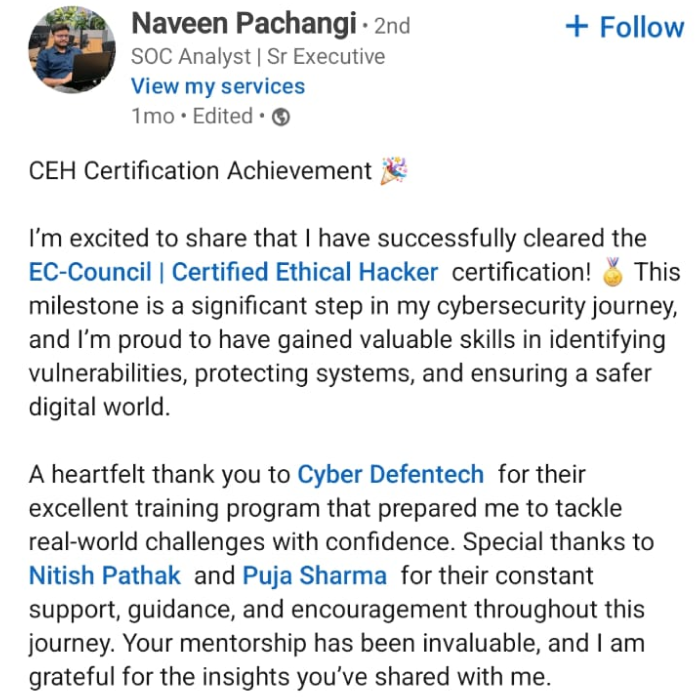 Naveen Pachangi · 2nd
+ Follow
SOC Analyst | Sr Executive
View my services
1mo • Edited •
CEH Certification Achievement 🎉
I’m excited to share that I have successfully cleared the
EC-Council | Certified Ethical Hacker certification! 🏅 This
milestone is a significant step in my cybersecurity journey,
and I’m proud to have gained valuable skills in identifying
vulnerabilities, protecting systems, and ensuring a safer
digital world.
A heartfelt thank you to Cyber Defentech for their
excellent training program that prepared me to tackle
real-world challenges with confidence. Special thanks to
Nitish Pathak and Puja Sharma for their constant
support, guidance, and encouragement throughout this
journey. Your mentorship has been invaluable, and I am
grateful for the insights you’ve shared with me.